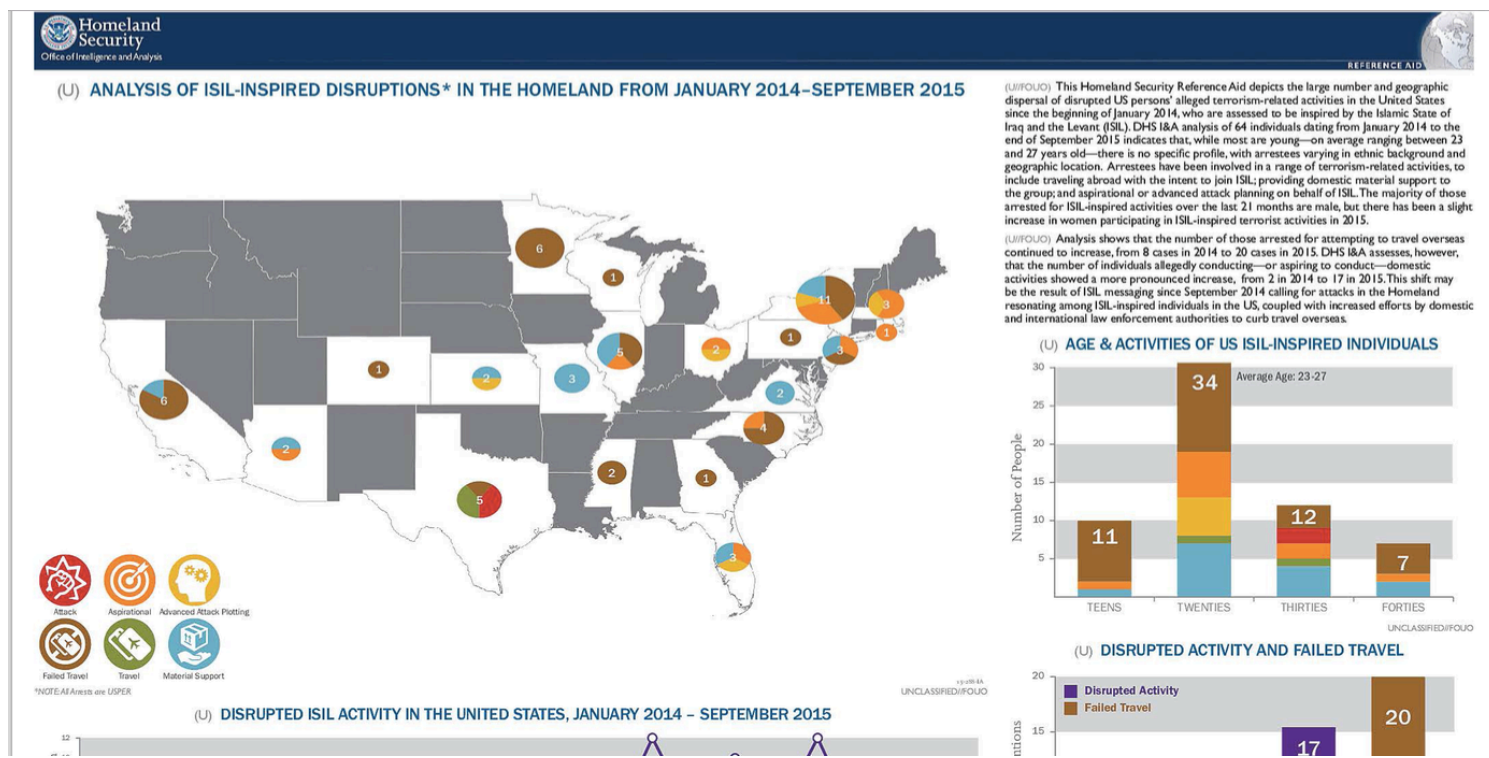 Homeland
Security
Office of Intelligence and Analysis
REFERENCE AID
(U) ANALYSIS OF ISIL-INSPIRED DISRUPTIONS* IN THE HOMELAND FROM JANUARY 2014–SEPTEMBER 2015
6
1
11
3
1
3
1
2
5
3
2
1
6
2
2
4
2
1
5
3
Attack
Aspirational
Advanced Attack Plotting
Failed Travel
Travel
Material Support
*NOTE: All Arrests are USPER
UNCLASSIFIED//FOUO
(U//FOUO) This Homeland Security Reference Aid depicts the large number and geographic
dispersal of disrupted US persons' alleged terrorism-related activities in the United States
since the beginning of January 2014, who are assessed to be inspired by the Islamic State of
Iraq and the Levant (ISIL). DHS I&A analysis of 64 individuals dating from January 2014 to the
end of September 2015 indicates that, while most are young—on average ranging between 23
and 27 years old—there is no specific profile, with arrestees varying in ethnic background and
geographic location. Arrestees have been involved in a range of terrorism-related activities, to
include traveling abroad with the intent to join ISIL; providing domestic material support to
the group; and aspirational or advanced attack planning on behalf of ISIL. The majority of those
arrested for ISIL-inspired activities over the last 21 months are male, but there has been a slight
increase in women participating in ISIL-inspired terrorist activities in 2015.
(U//FOUO) Analysis shows that the number of those arrested for attempting to travel overseas
continued to increase, from 8 cases in 2014 to 20 cases in 2015. DHS I&A assesses, however,
that the number of individuals allegedly conducting—or aspiring to conduct—domestic
activities showed a more pronounced increase, from 2 in 2014 to 17 in 2015. This shift may
be the result of ISIL messaging since September 2014 calling for attacks in the Homeland
resonating among ISIL-inspired individuals in the US, coupled with increased efforts by domestic
and international law enforcement authorities to curb travel overseas.
(U) AGE & ACTIVITIES OF US ISIL-INSPIRED INDIVIDUALS
Average Age: 23-27
Number of People
30
25
20
15
10
5
11
34
12
7
TEENS
TWENTIES
THIRTIES
FORTIES
UNCLASSIFIED//FOUO
(U) DISRUPTED ACTIVITY AND FAILED TRAVEL
20
15
Disrupted Activity
Failed Travel
17
20
(U) DISRUPTED ISIL ACTIVITY IN THE UNITED STATES, JANUARY 2014 – SEPTEMBER 2015
12